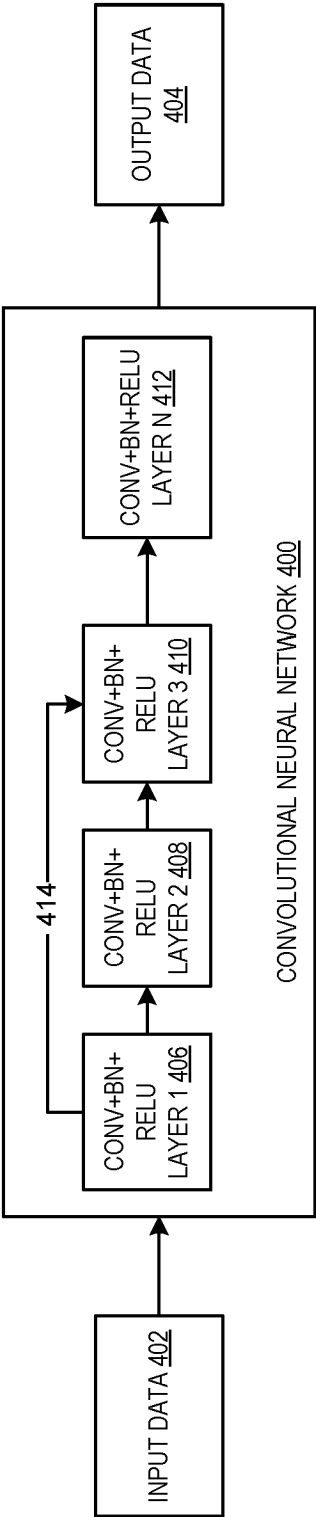 INPUT DATA 402
414
CONV+BN+
RELU
LAYER 1 406
CONV+BN+
RELU
LAYER 2 408
CONV+BN+
RELU
LAYER 3 410
CONV+BN+RELU
LAYER N 412
CONVOLUTIONAL NEURAL NETWORK 400
OUTPUT DATA
404